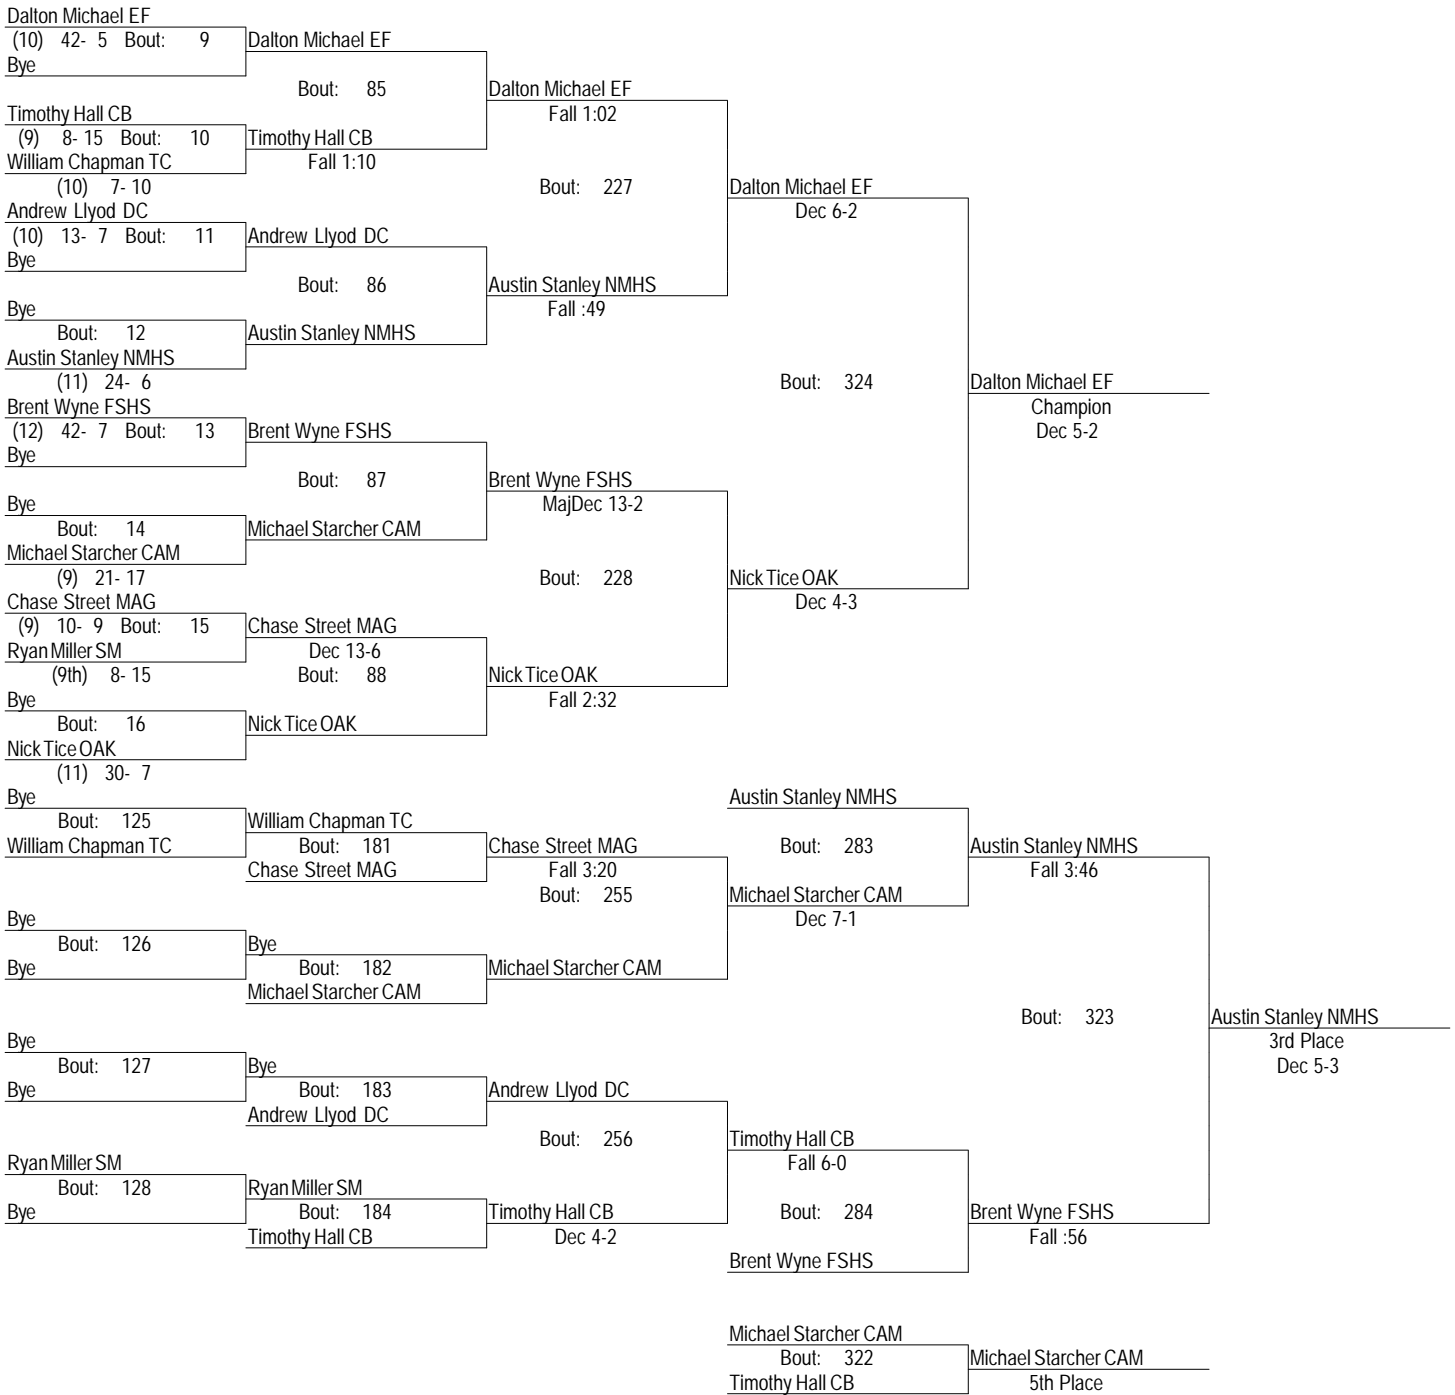 Dalton Michael EF
(10) 42- 5 Bout: 9 Dalton Michael EF
Bye
Bout: 85 Dalton Michael EF
Timothy Hall CB Fall 1:02
(9) 8- 15 Bout: 10 Timothy Hall CB
William Chapman TC Fall 1:10
(10) 7- 10 Bout: 227 Dalton Michael EF
Andrew Llyod DC Dec 6-2
(10) 13- 7 Bout: 11 Andrew Llyod DC
Bye
Bout: 86 Austin Stanley NMHS
Bye Fall :49
Bout: 12 Austin Stanley NMHS
Austin Stanley NMHS
(11) 24- 6 Bout: 324 Dalton Michael EF
Brent Wyne FSHS Champion
(12) 42- 7 Bout: 13 Brent Wyne FSHS Dec 5-2
Bye
Bout: 87 Brent Wyne FSHS
Bye MajDec 13-2
Bout: 14 Michael Starcher CAM
Michael Starcher CAM
(9) 21- 17 Bout: 228 Nick Tice OAK
Chase Street MAG Dec 4-3
(9) 10- 9 Bout: 15 Chase Street MAG
Ryan Miller SM Dec 13-6
(9th) 8- 15 Bout: 88 Nick Tice OAK
Bye Fall 2:32
Bout: 16 Nick Tice OAK
Nick Tice OAK
(11) 30- 7
Bye Austin Stanley NMHS
Bout: 125 William Chapman TC
William Chapman TC Bout: 181 Chase Street MAG Bout: 283 Austin Stanley NMHS
Chase Street MAG Fall 3:20 Fall 3:46
Bout: 255 Michael Starcher CAM
Bye Dec 7-1
Bout: 126 Bye
Bye Bout: 182 Michael Starcher CAM
Michael Starcher CAM
Bout: 323 Austin Stanley NMHS
Bye 3rd Place
Bout: 127 Bye Dec 5-3
Bye Bout: 183 Andrew Llyod DC
Andrew Llyod DC
Bout: 256 Timothy Hall CB
Ryan Miller SM Fall 6-0
Bout: 128 Ryan Miller SM
Bye Bout: 184 Timothy Hall CB Bout: 284 Brent Wyne FSHS
Timothy Hall CB Dec 4-2 Fall :56
Brent Wyne FSHS
Michael Starcher CAM
Bout: 322 Michael Starcher CAM
Timothy Hall CB 5th Place